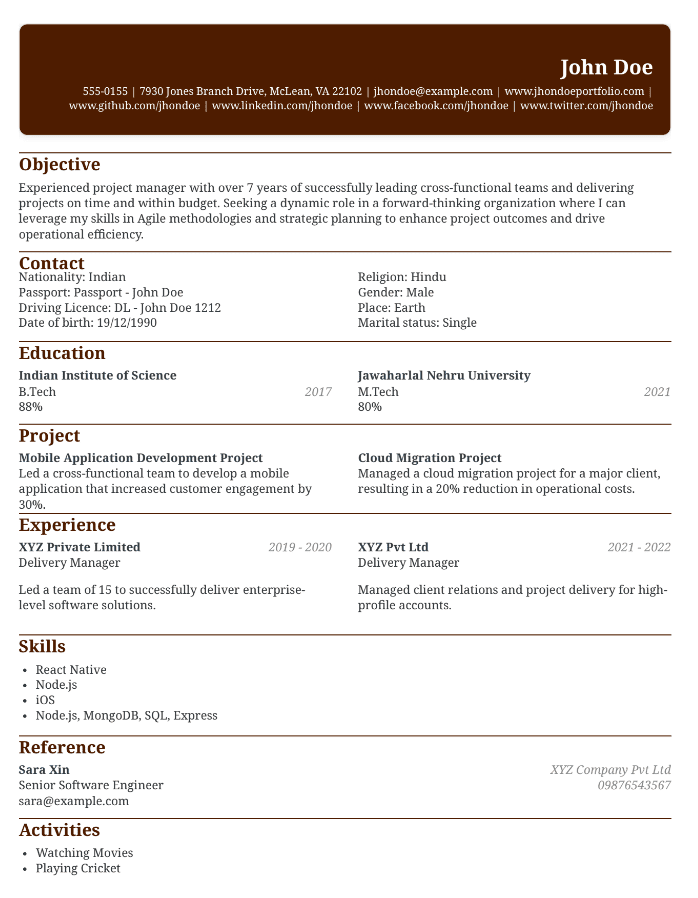 John Doe
555-0155 | 7930 Jones Branch Drive, McLean, VA 22102 | jhondoe@example.com | www.jhondoeportfolio.com |
www.github.com/jhondoe | www.linkedin.com/jhondoe | www.facebook.com/jhondoe | www.twitter.com/jhondoe
Objective
Experienced project manager with over 7 years of successfully leading cross-functional teams and delivering
projects on time and within budget. Seeking a dynamic role in a forward-thinking organization where I can
leverage my skills in Agile methodologies and strategic planning to enhance project outcomes and drive
operational efficiency.
Contact
Nationality: Indian
Passport: Passport - John Doe
Driving Licence: DL - John Doe 1212
Date of birth: 19/12/1990
Religion: Hindu
Gender: Male
Place: Earth
Marital status: Single
Education
Indian Institute of Science
B.Tech 2017
88%
Jawaharlal Nehru University
M.Tech 2021
80%
Project
Mobile Application Development Project
Led a cross-functional team to develop a mobile
application that increased customer engagement by
30%.
Cloud Migration Project
Managed a cloud migration project for a major client,
resulting in a 20% reduction in operational costs.
Experience
XYZ Private Limited 2019 - 2020
Delivery Manager
Led a team of 15 to successfully deliver enterprise-
level software solutions.
XYZ Pvt Ltd 2021 - 2022
Delivery Manager
Managed client relations and project delivery for high-
profile accounts.
Skills
• React Native
• Node.js
• iOS
• Node.js, MongoDB, SQL, Express
Reference
Sara Xin XYZ Company Pvt Ltd
Senior Software Engineer 09876543567
sara@example.com
Activities
• Watching Movies
• Playing Cricket